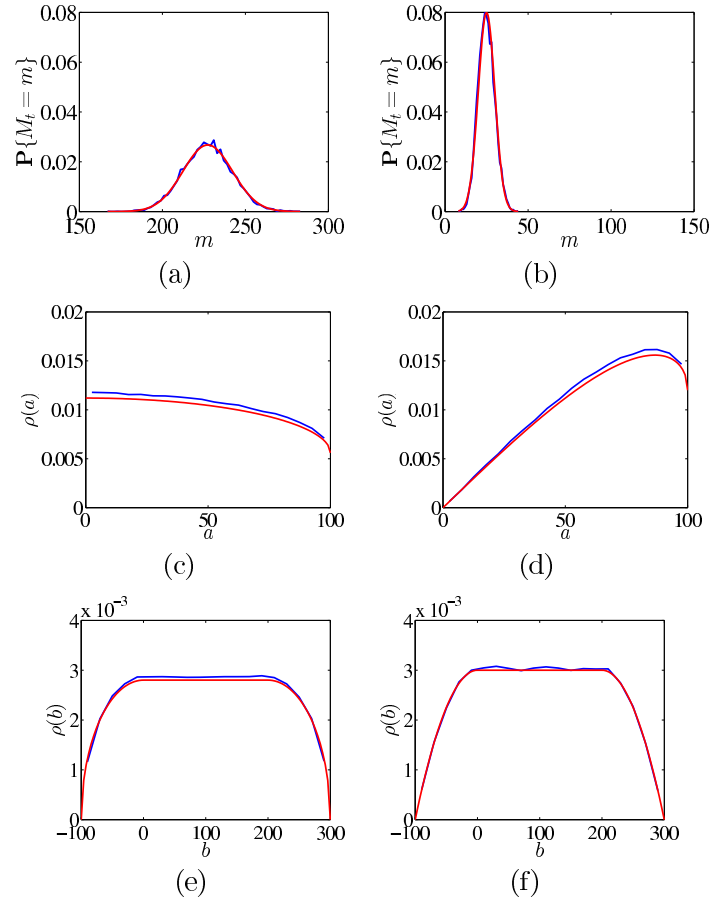 0.08
0.06
0.04
0.02
0
P{M_t = m}
150 200 250 300
m
(a)
0.08
0.06
0.04
0.02
0
P{M_t = m}
0 50 100 150
m
(b)
0.02
0.015
0.01
0.005
0
ρ(a)
0 50 100
a
(c)
0.02
0.015
0.01
0.005
0
ρ(a)
0 50 100
a
(d)
4 x 10⁻³
3
2
1
0
ρ(b)
−100 0 100 200 300
b
(e)
4 x 10⁻³
3
2
1
0
ρ(b)
−100 0 100 200 300
b
(f)